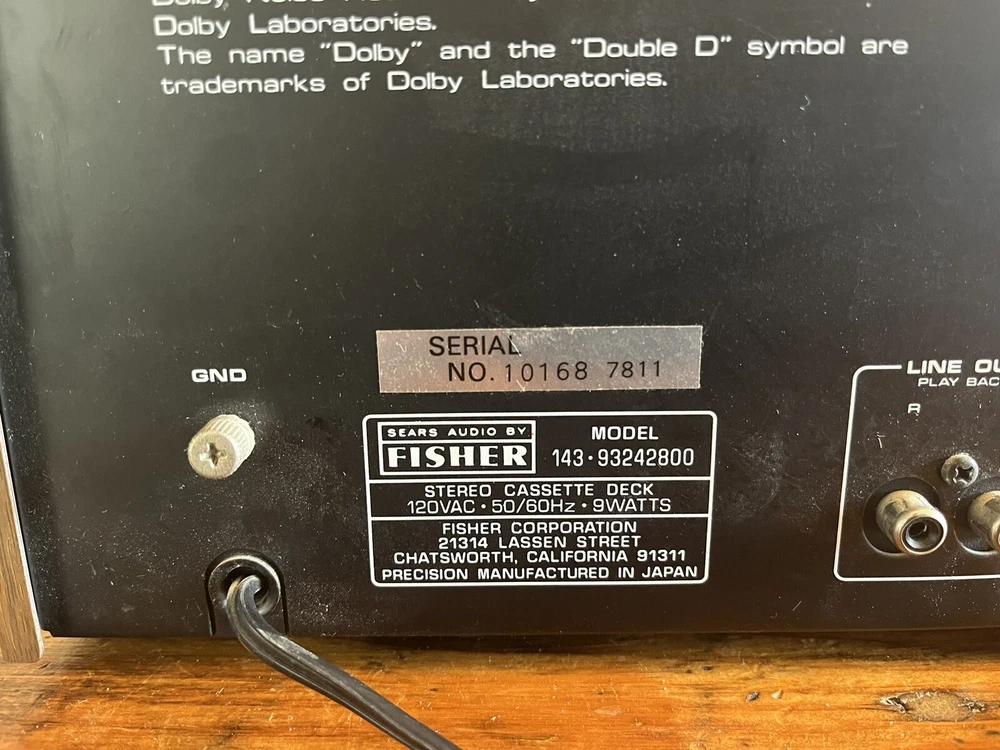 Dolby Laboratories.
The name "Dolby" and the "Double D" symbol are
trademarks of Dolby Laboratories.
SERIAL
NO. 10168 7811
GND
LINE OU
PLAY BAC
R
SEARS AUDIO BY
FISHER
MODEL
143·93242800
STEREO CASSETTE DECK
120VAC·50/60Hz·9WATTS
FISHER CORPORATION
21314 LASSEN STREET
CHATSWORTH, CALIFORNIA 91311
PRECISION MANUFACTURED IN JAPAN